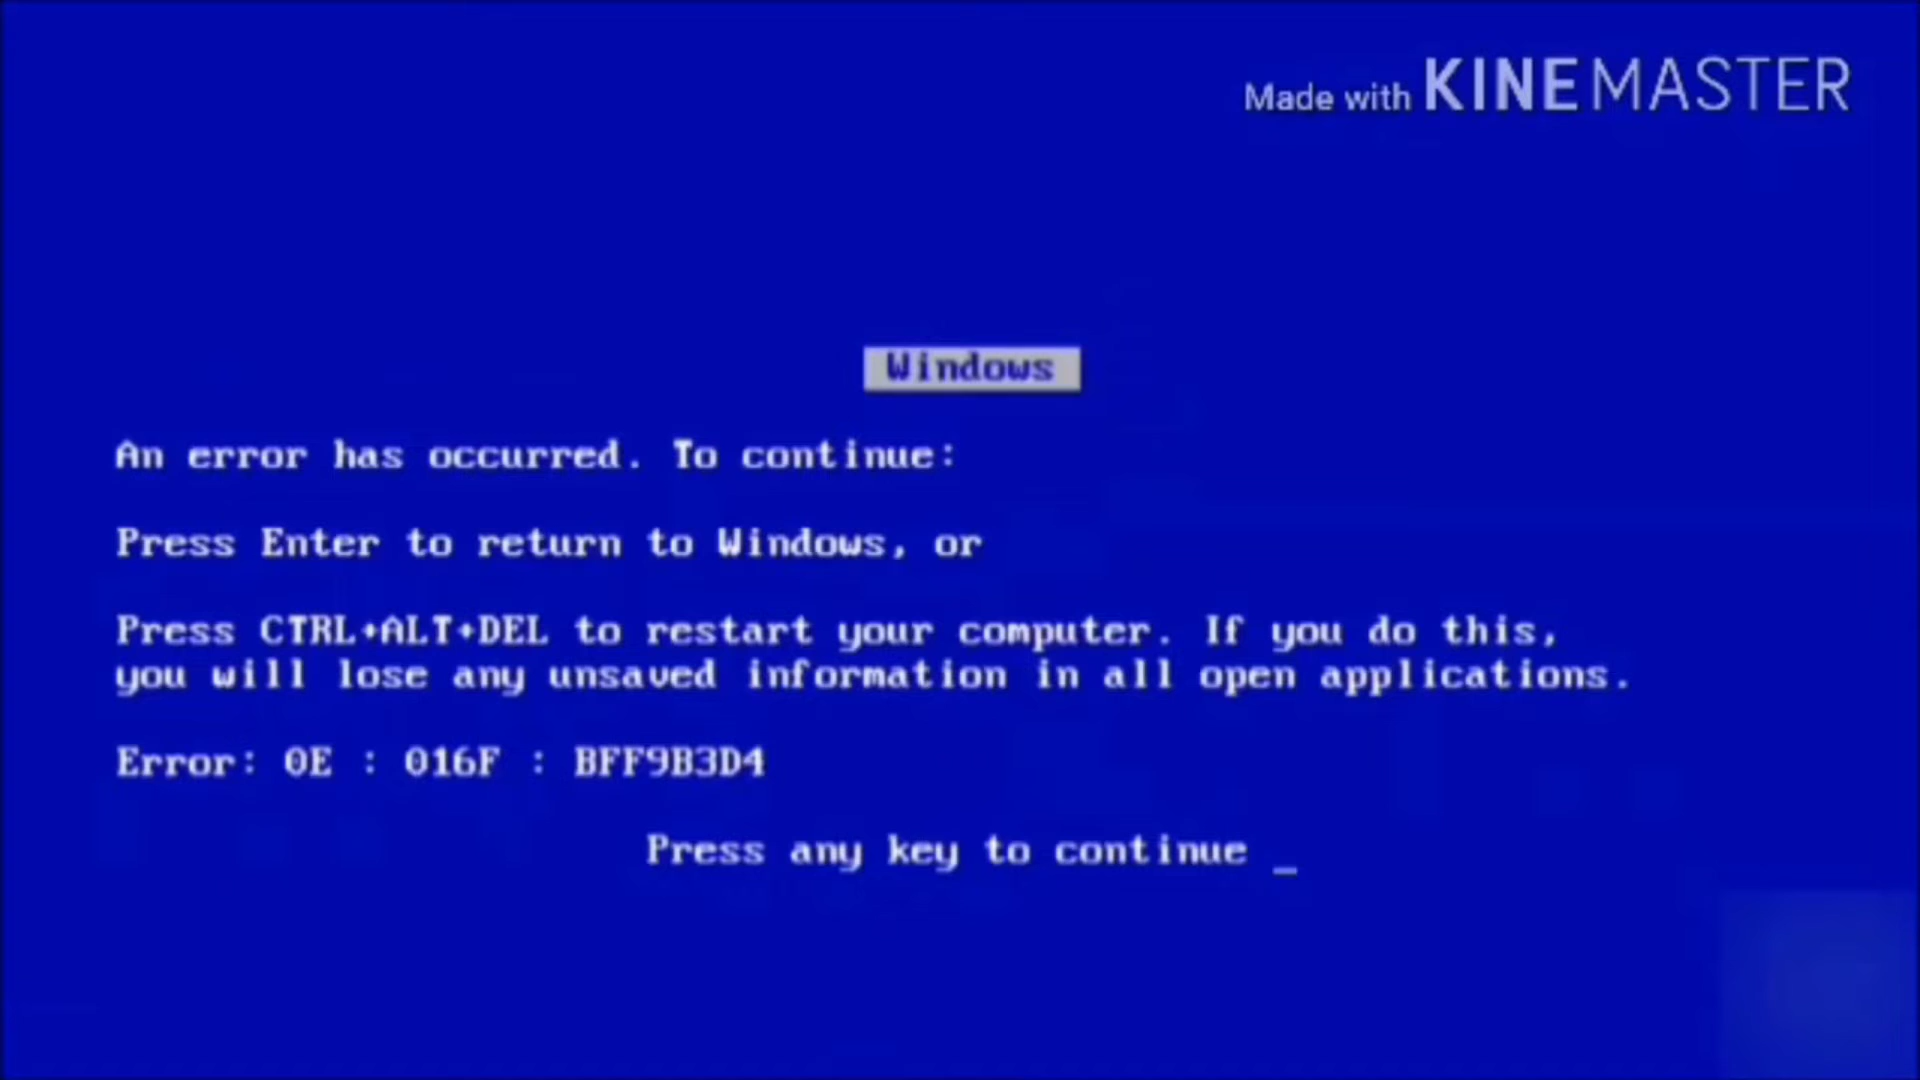 Made with KINEMASTER
Windows
An error has occurred. To continue:
Press Enter to return to Windows, or
Press CTRL+ALT+DEL to restart your computer. If you do this,
you will lose any unsaved information in all open applications.
Error: 0E : 016F : BFF9B3D4
Press any key to continue _